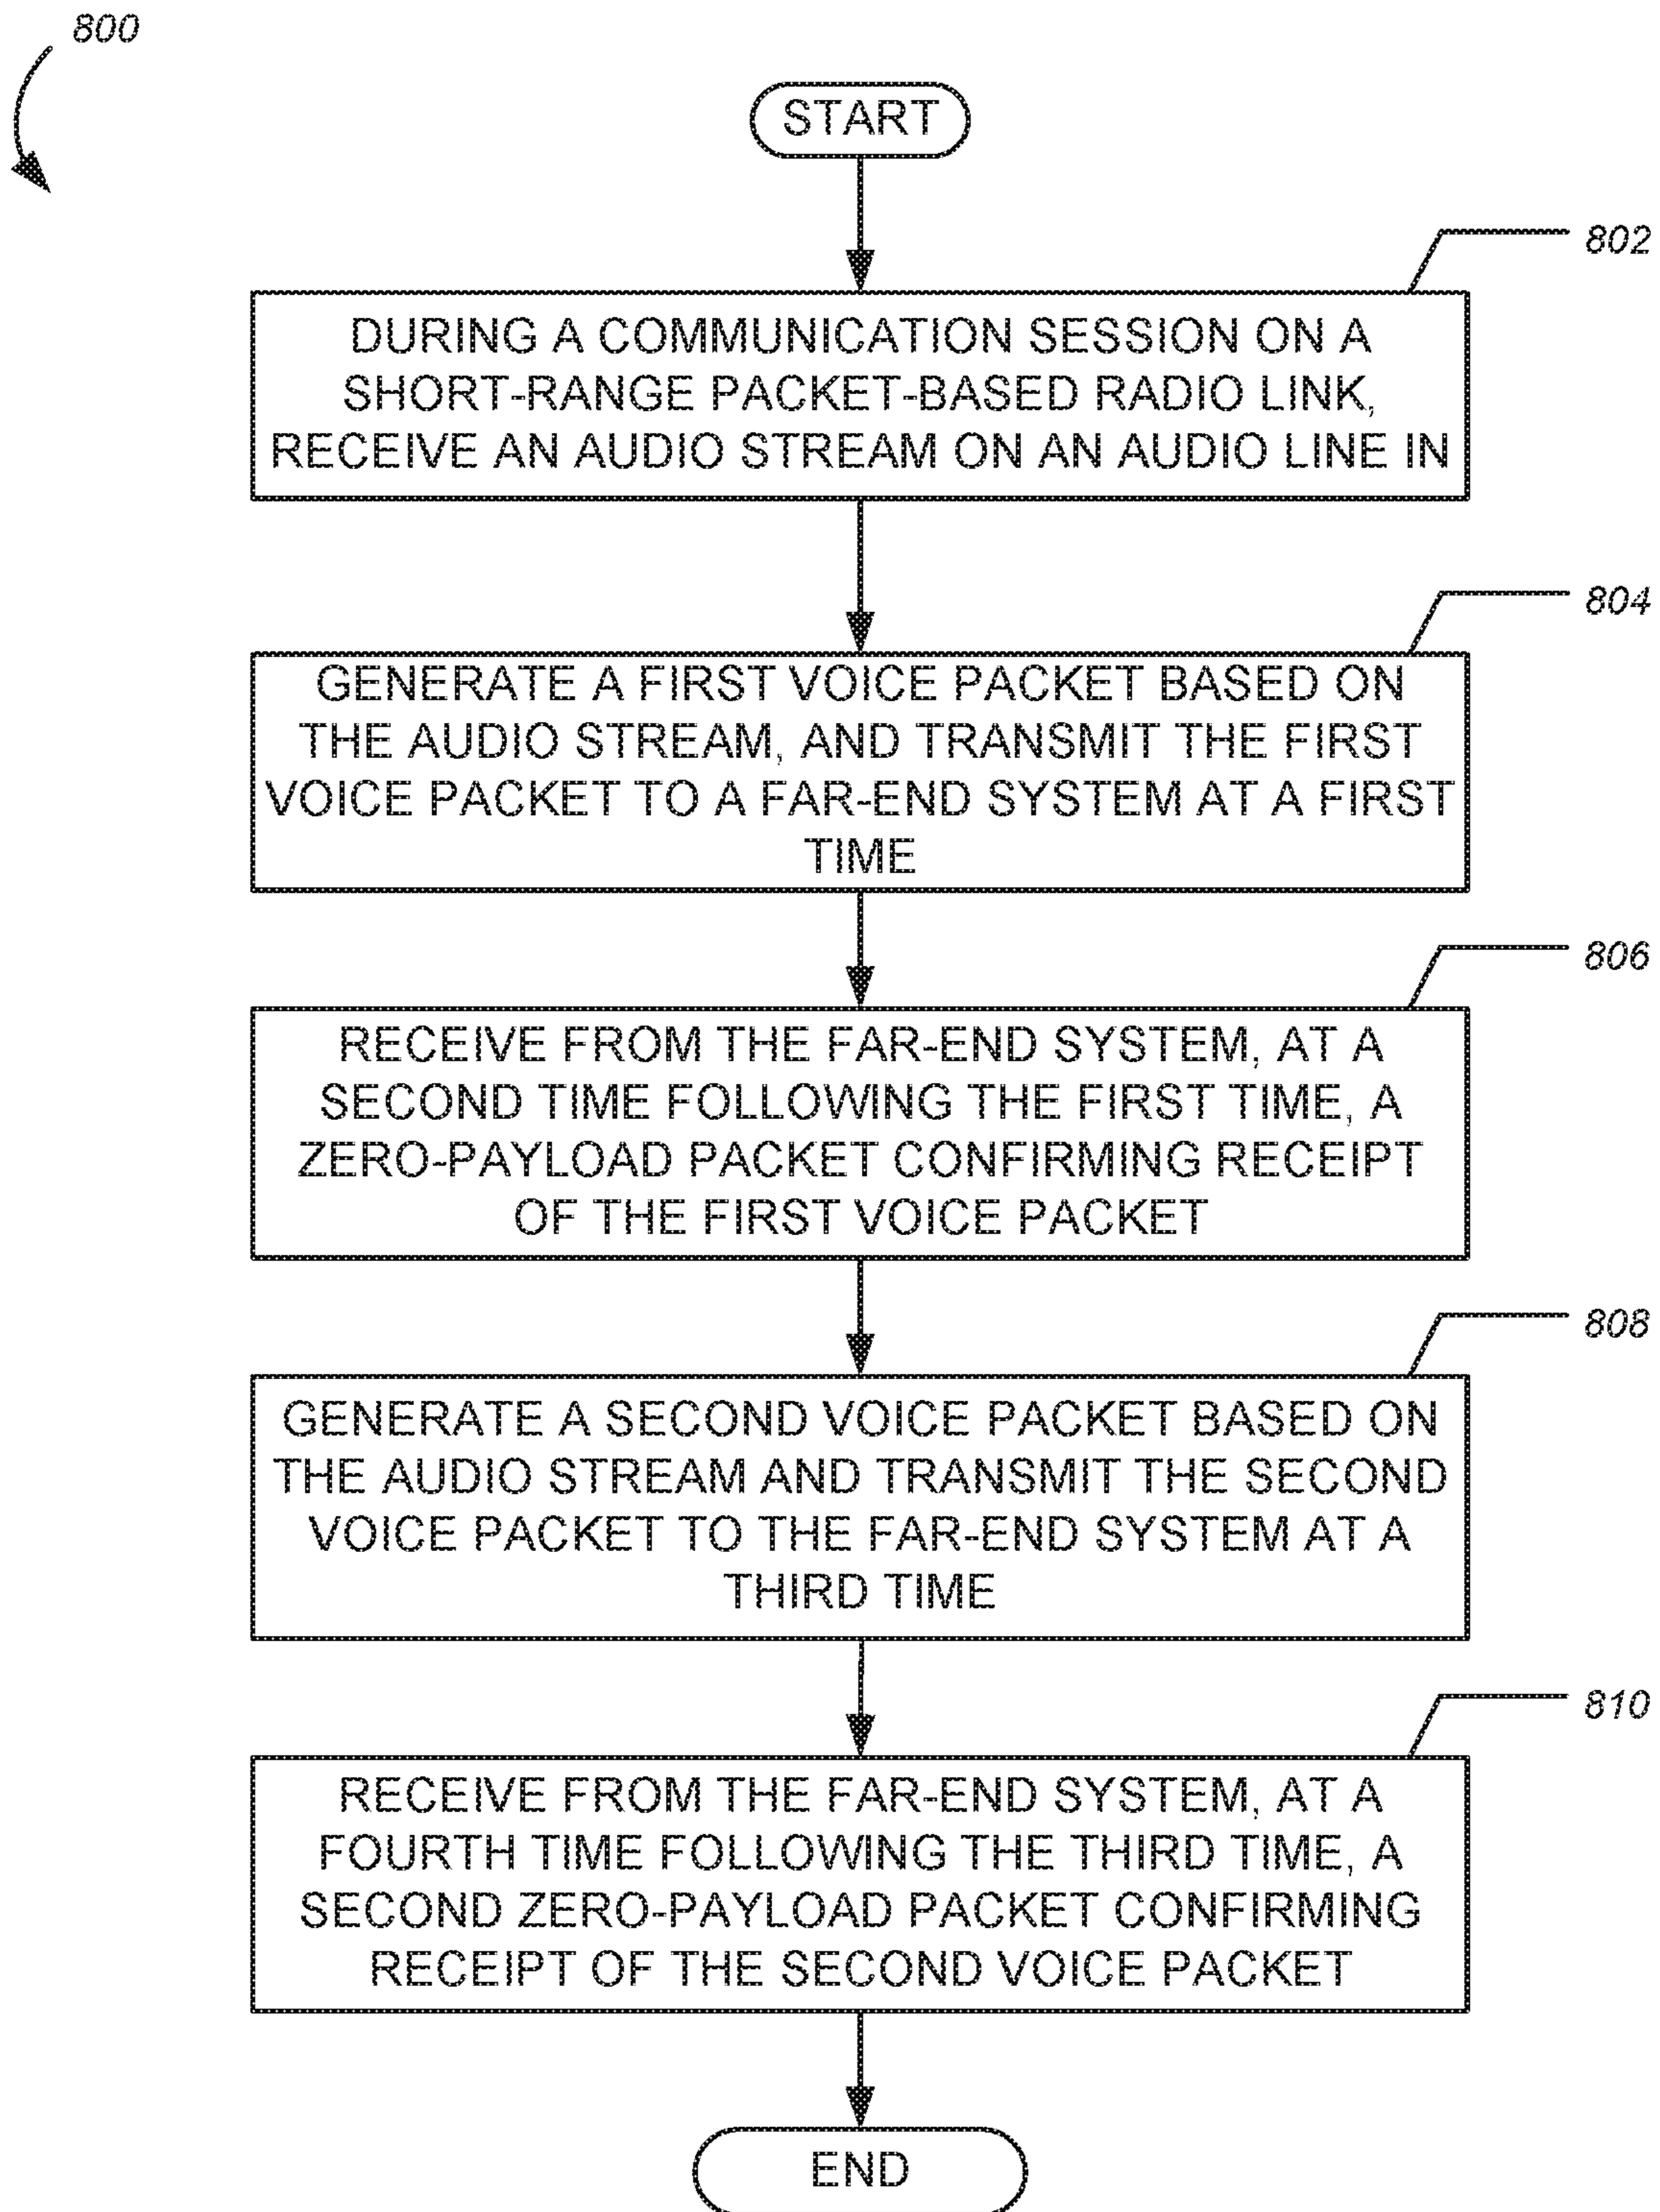 800
START
802
DURING A COMMUNICATION SESSION ON A
SHORT-RANGE PACKET-BASED RADIO LINK,
RECEIVE AN AUDIO STREAM ON AN AUDIO LINE IN
804
GENERATE A FIRST VOICE PACKET BASED ON
THE AUDIO STREAM, AND TRANSMIT THE FIRST
VOICE PACKET TO A FAR-END SYSTEM AT A FIRST
TIME
806
RECEIVE FROM THE FAR-END SYSTEM, AT A
SECOND TIME FOLLOWING THE FIRST TIME, A
ZERO-PAYLOAD PACKET CONFIRMING RECEIPT
OF THE FIRST VOICE PACKET
808
GENERATE A SECOND VOICE PACKET BASED ON
THE AUDIO STREAM AND TRANSMIT THE SECOND
VOICE PACKET TO THE FAR-END SYSTEM AT A
THIRD TIME
810
RECEIVE FROM THE FAR-END SYSTEM, AT A
FOURTH TIME FOLLOWING THE THIRD TIME, A
SECOND ZERO-PAYLOAD PACKET CONFIRMING
RECEIPT OF THE SECOND VOICE PACKET
END